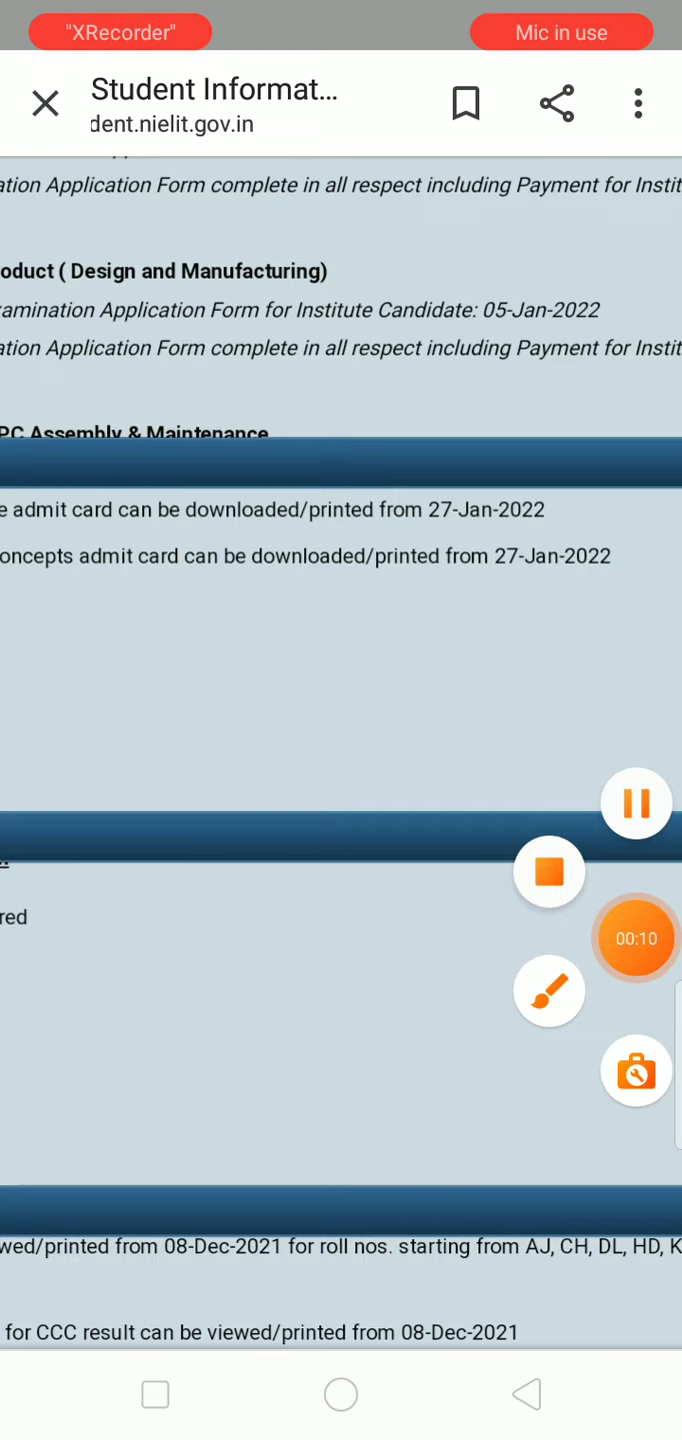 "XRecorder" Mic in use
Student Informat...
dent.nielit.gov.in
ation Application Form complete in all respect including Payment for Instit
oduct ( Design and Manufacturing)
amination Application Form for Institute Candidate: 05-Jan-2022
ation Application Form complete in all respect including Payment for Instit
PC Assembly & Maintenance
e admit card can be downloaded/printed from 27-Jan-2022
oncepts admit card can be downloaded/printed from 27-Jan-2022
red
00:10
wed/printed from 08-Dec-2021 for roll nos. starting from AJ, CH, DL, HD, K
for CCC result can be viewed/printed from 08-Dec-2021